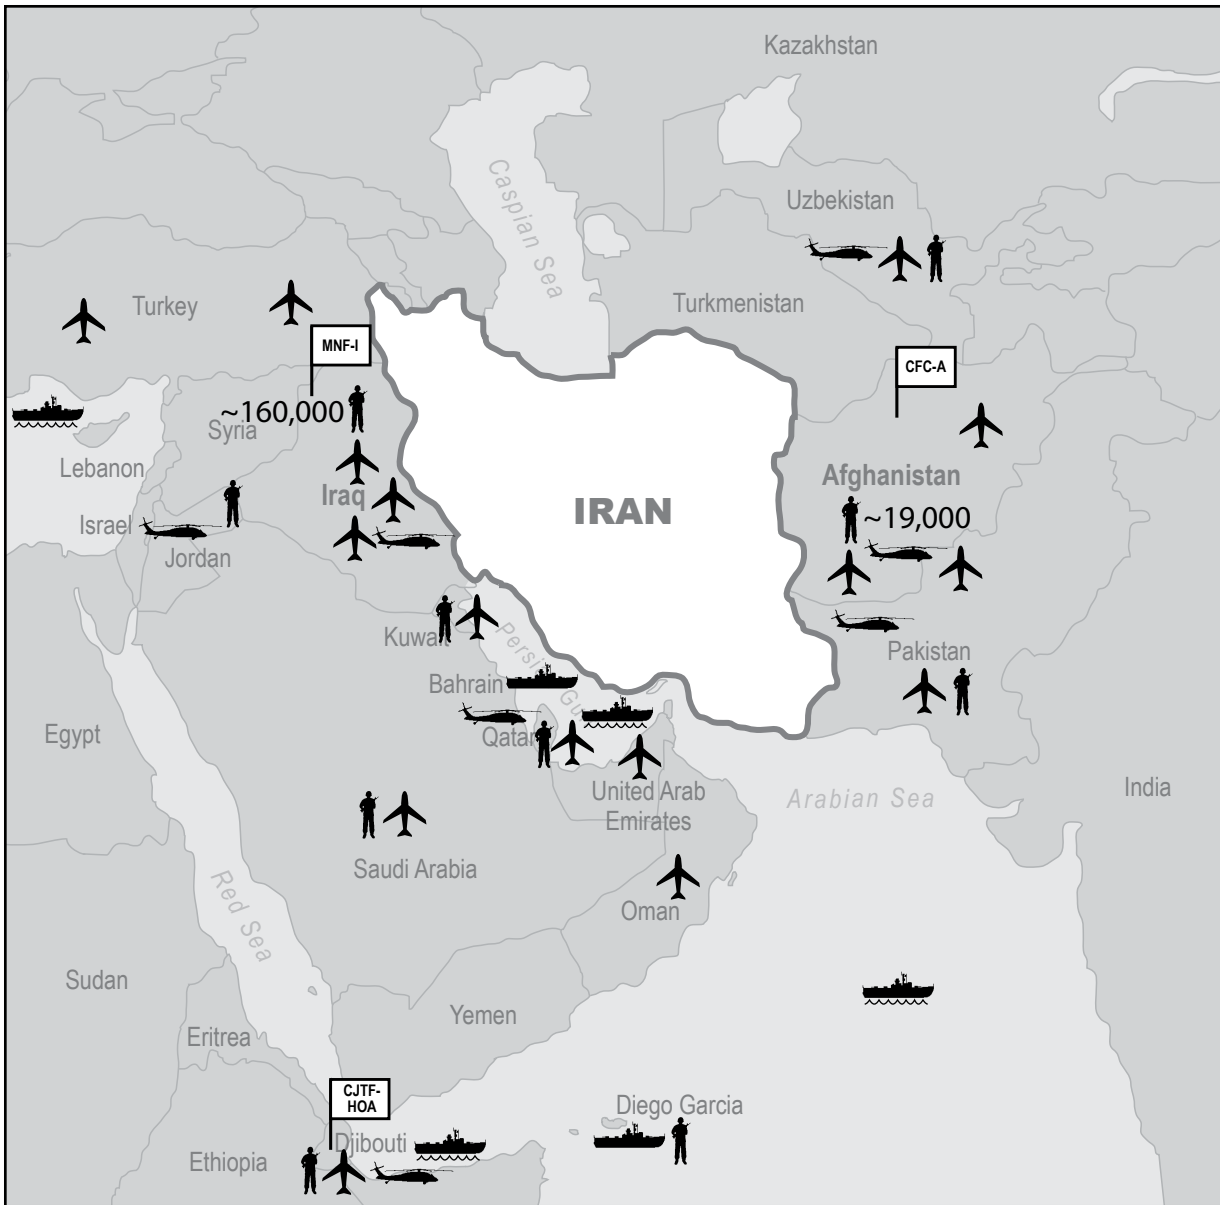 Kazakhstan
Caspian Sea
Uzbekistan
Turkey
Turkmenistan
MNF-I
CFC-A
~160,000
Syria
Lebanon
Iraq
Afghanistan
IRAN
~19,000
Israel
Jordan
Kuwait
Persian Gulf
Pakistan
Bahrain
Qatar
Egypt
United Arab
Emirates
Arabian Sea
India
Saudi Arabia
Red Sea
Oman
Sudan
Yemen
Eritrea
CJTF-
HOA
Diego Garcia
Djibouti
Ethiopia